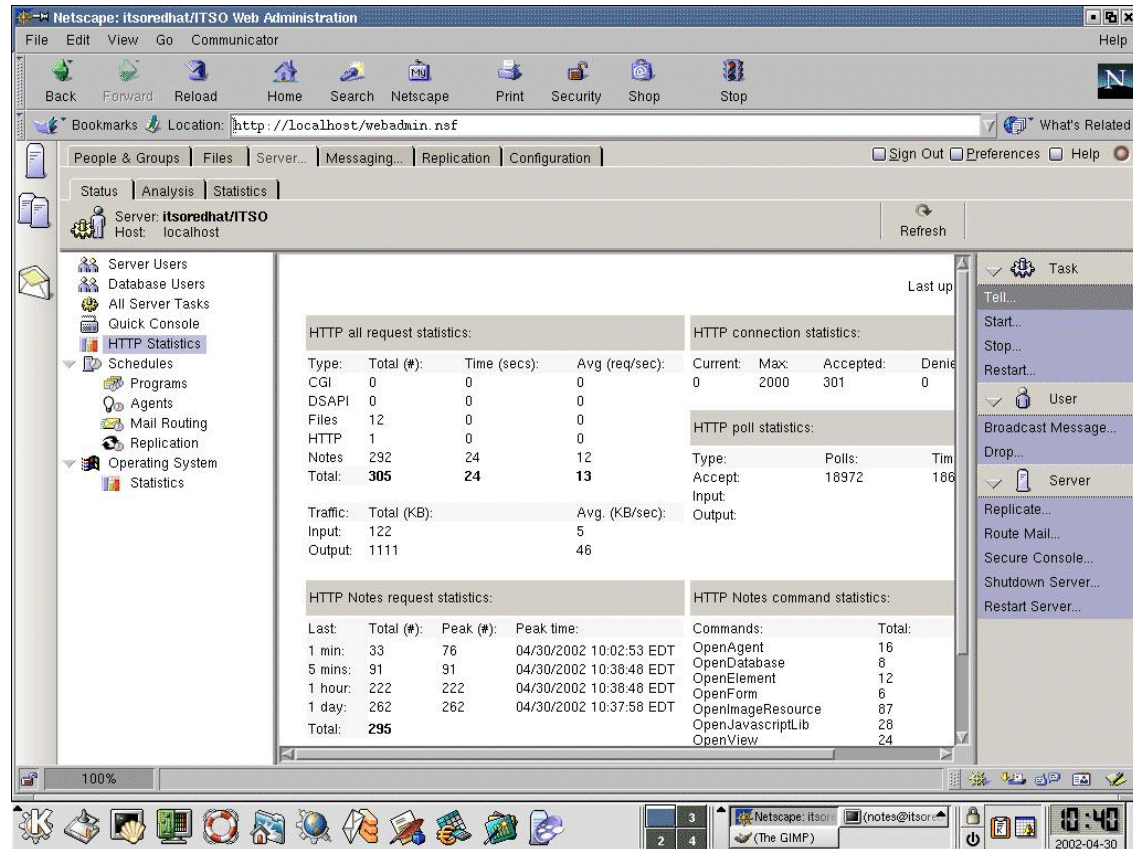 Netscape: itsoredhat/ITSO Web Administration
File Edit View Go Communicator Help
Back Forward Reload Home Search Netscape Print Security Shop Stop
My
N
Bookmarks Location: http://localhost/webadmin.nsf What's Related
People & Groups Files Server... Messaging... Replication Configuration Sign Out Preferences Help
Status Analysis Statistics
Server: itsoredhat/ITSO
Host: localhost
Refresh
Server Users
Database Users
All Server Tasks
Quick Console
HTTP Statistics
Schedules
Programs
Agents
Mail Routing
Replication
Operating System
Statistics
Last up
HTTP all request statistics:
Type: Total (#): Time (secs): Avg (req/sec):
CGI 0 0 0
DSAPI 0 0 0
Files 12 0 0
HTTP 1 0 0
Notes 292 24 12
Total: 305 24 13
Traffic: Total (KB): Avg. (KB/sec):
Input: 122 5
Output: 1111 46
HTTP connection statistics:
Current: Max: Accepted: Denie
0 2000 301 0
HTTP poll statistics:
Type: Polls: Tim
Accept: 18972 186
Input:
Output:
HTTP Notes request statistics:
Last: Total (#): Peak (#): Peak time:
1 min: 33 76 04/30/2002 10:02:53 EDT
5 mins: 91 91 04/30/2002 10:38:48 EDT
1 hour: 222 222 04/30/2002 10:38:48 EDT
1 day: 262 262 04/30/2002 10:37:58 EDT
Total: 295
HTTP Notes command statistics:
Commands: Total:
OpenAgent 16
OpenDatabase 8
OpenElement 12
OpenForm 6
OpenImageResource 87
OpenJavascriptLib 28
OpenView 24
Task
Tell...
Start...
Stop...
Restart...
User
Broadcast Message...
Drop...
Server
Replicate...
Route Mail...
Secure Console...
Shutdown Server...
Restart Server...
100%
3
2 4
Netscape: itsore
(notes@itsore
(The GIMP)
10:40
2002-04-30